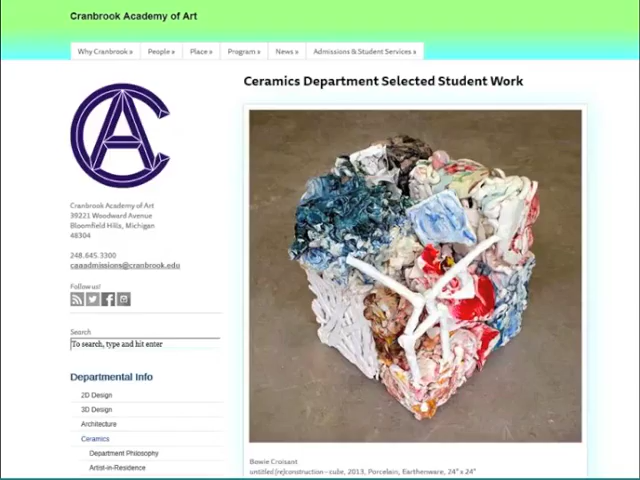 Cranbrook Academy of Art
Why Cranbrook » People » Place » Program » News » Admissions & Student Services »
Ceramics Department Selected Student Work
CA
Cranbrook Academy of Art
39221 Woodward Avenue
Bloomfield Hills, Michigan
48304
248.645.3300
caaadmissions@cranbrook.edu
Follow us!
Search
To search, type and hit enter
Departmental Info
2D Design
3D Design
Architecture
Ceramics
Department Philosophy
Artist-in-Residence
Bowie Croisant
untitled [re]construction - cube, 2013, Porcelain, Earthenware, 24" x 24"